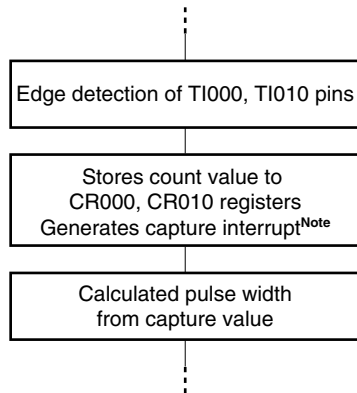 Edge detection of TI000, TI010 pins
Stores count value to
CR000, CR010 registers
Generates capture interruptNote
Calculated pulse width
from capture value